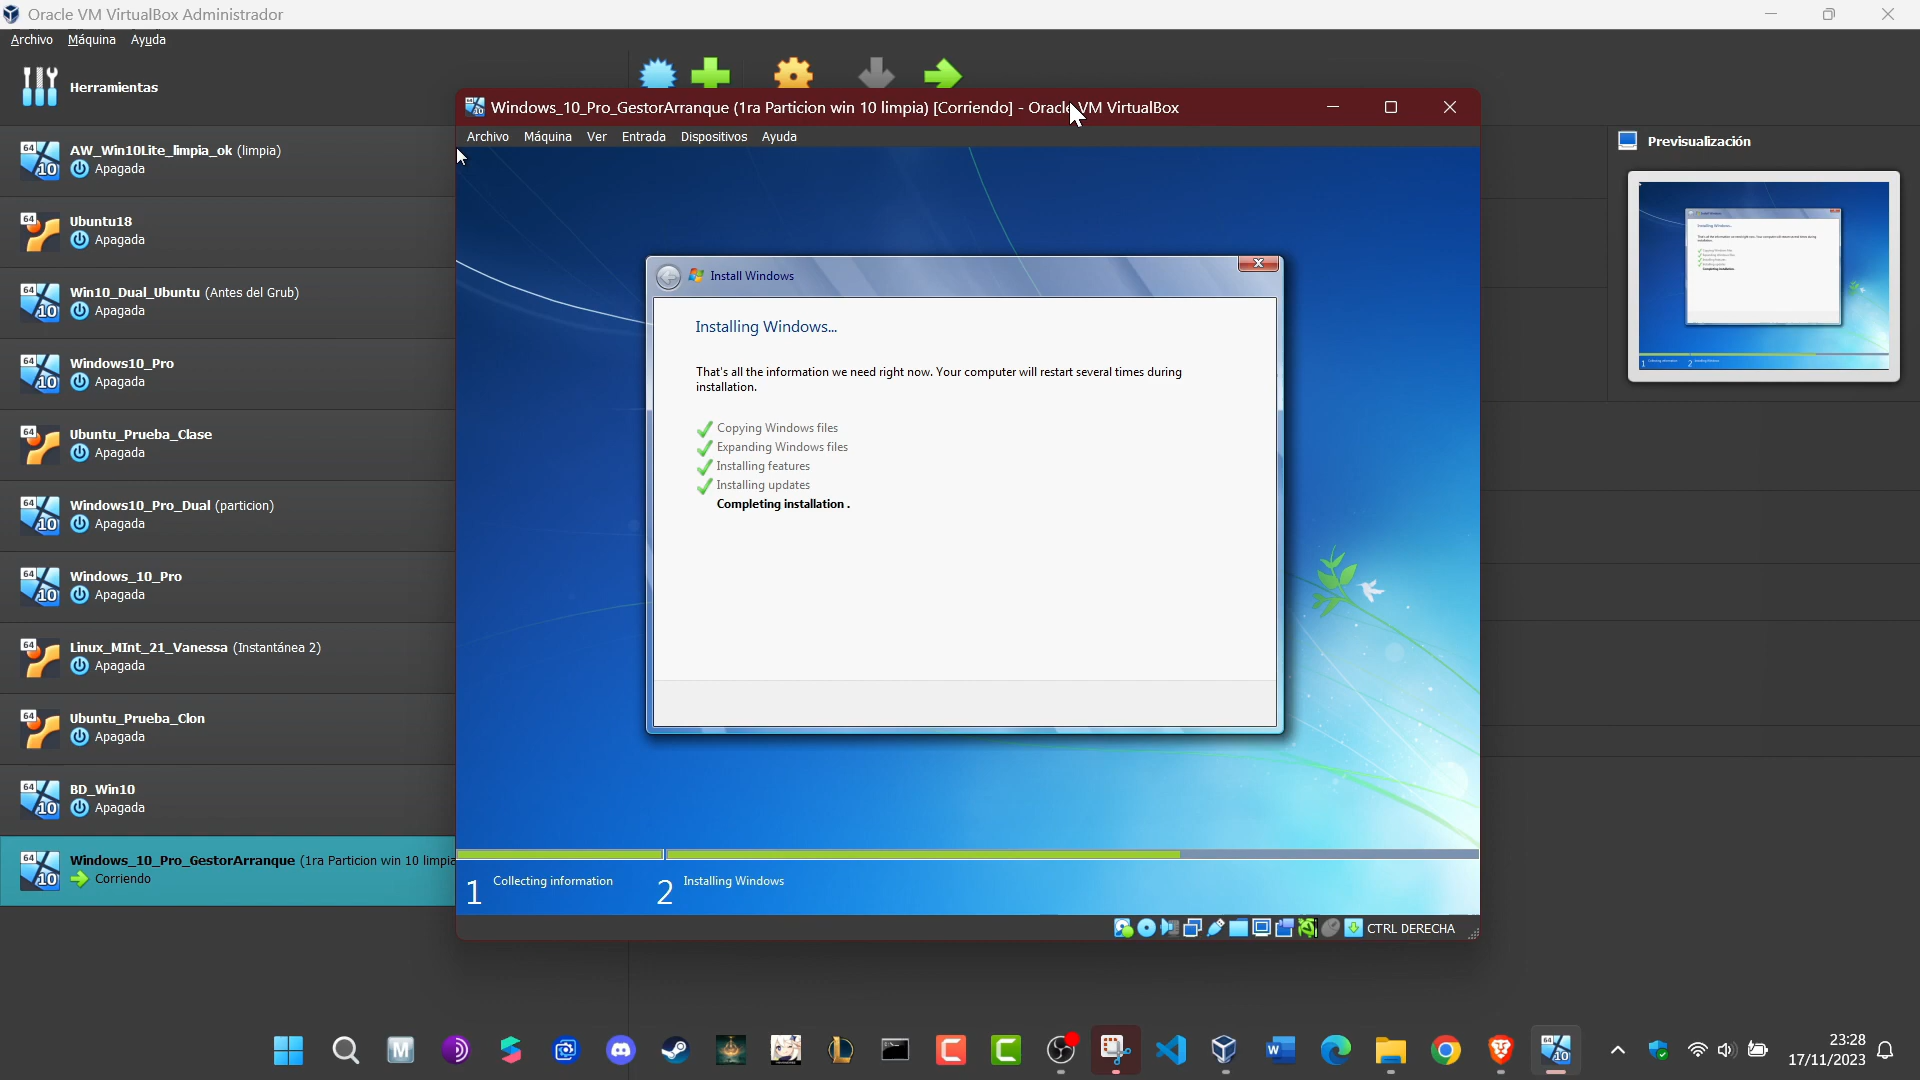 Oracle VM VirtualBox Administrador
Archivo Máquina Ayuda
Herramientas
AW_Win10Lite_limpia_ok (limpia)
Apagada
Ubuntu18
Apagada
Win10_Dual_Ubuntu (Antes del Grub)
Apagada
Windows10_Pro
Apagada
Ubuntu_Prueba_Clase
Apagada
Windows10_Pro_Dual (particion)
Apagada
Windows_10_Pro
Apagada
Linux_MInt_21_Vanessa (Instantánea 2)
Apagada
Ubuntu_Prueba_Clon
Apagada
BD_Win10
Apagada
Windows_10_Pro_GestorArranque (1ra Particion win 10 limpia
Corriendo
Windows_10_Pro_GestorArranque (1ra Particion win 10 limpia) [Corriendo] - Oracle VM VirtualBox
Archivo Máquina Ver Entrada Dispositivos Ayuda
Install Windows
Installing Windows...
That's all the information we need right now. Your computer will restart several times during
installation.
Copying Windows files
Expanding Windows files
Installing features
Installing updates
Completing installation .
1 Collecting information 2 Installing Windows
CTRL DERECHA
Previsualización
23:28
17/11/2023